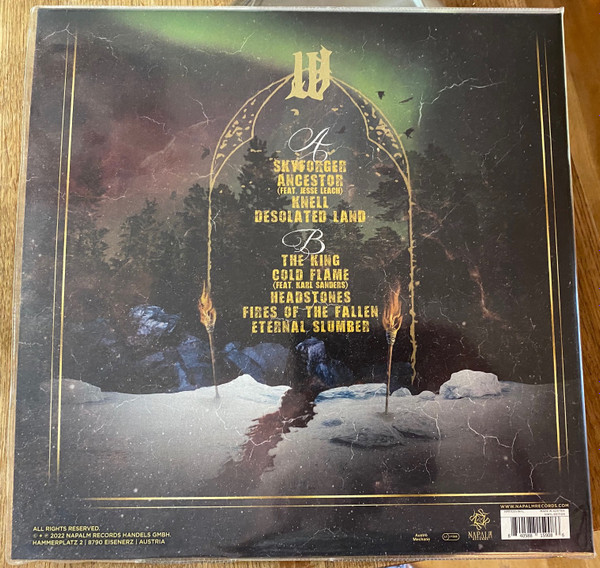 W
A
SKYFORGER
ANCESTOR
(FEAT. JESSE LEACH)
KNELL
DESOLATED LAND
B
THE KING
COLD FLAME
(FEAT. KARL SANDERS)
HEADSTONES
FIRES OF THE FALLEN
ETERNAL SLUMBER
ALL RIGHTS RESERVED.
© + ℗ 2022 NAPALM RECORDS HANDELS GMBH.
HAMMERPLATZ 2 | 8790 EISENERZ | AUSTRIA
WWW.NAPALMRECORDS.COM
NAPALM
RECORDS